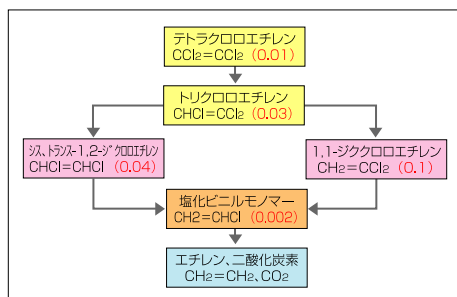 テトラクロロエチレン
CCl₂=CCl₂（0.01）
トリクロロエチレン
CHCl=CCl₂（0.03）
シス、トランス-1,2-ジクロロエチレン
CHCl=CHCl（0.04）
1,1-ジククロロエチレン
CH₂=CCl₂（0.1）
塩化ビニルモノマー
CH2=CHCl（0.002）
エチレン、二酸化炭素
CH₂=CH₂,CO₂